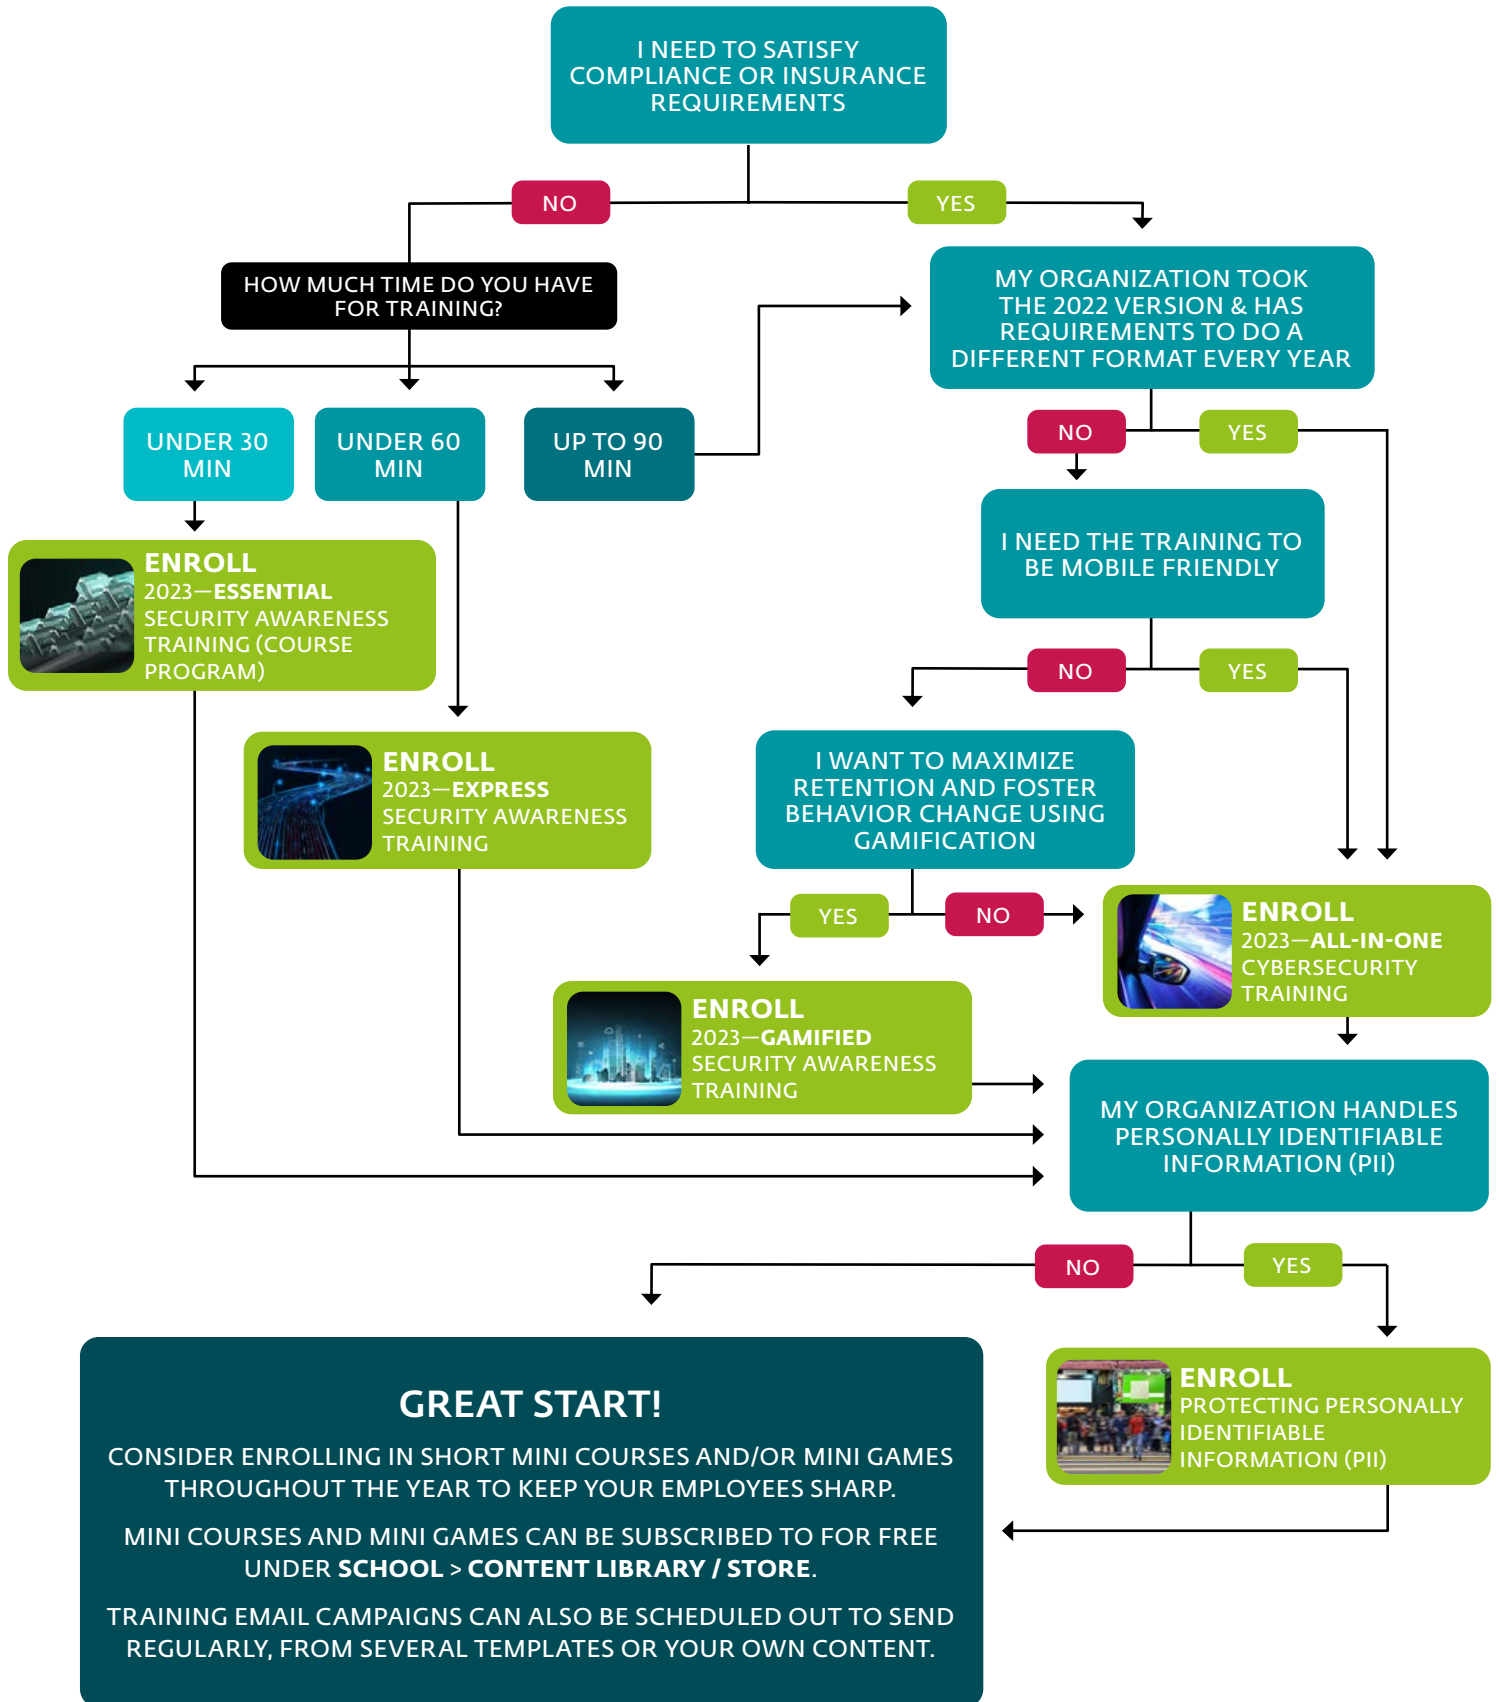 I NEED TO SATISFY
COMPLIANCE OR INSURANCE
REQUIREMENTS
NO
YES
HOW MUCH TIME DO YOU HAVE
FOR TRAINING?
MY ORGANIZATION TOOK
THE 2022 VERSION & HAS
REQUIREMENTS TO DO A
DIFFERENT FORMAT EVERY YEAR
UNDER 30
MIN
UNDER 60
MIN
UP TO 90
MIN
NO
YES
I NEED THE TRAINING TO
BE MOBILE FRIENDLY
ENROLL
2023—ESSENTIAL
SECURITY AWARENESS
TRAINING (COURSE
PROGRAM)
NO
YES
ENROLL
2023—EXPRESS
SECURITY AWARENESS
TRAINING
I WANT TO MAXIMIZE
RETENTION AND FOSTER
BEHAVIOR CHANGE USING
GAMIFICATION
YES
NO
ENROLL
2023—ALL-IN-ONE
CYBERSECURITY
TRAINING
ENROLL
2023—GAMIFIED
SECURITY AWARENESS
TRAINING
MY ORGANIZATION HANDLES
PERSONALLY IDENTIFIABLE
INFORMATION (PII)
NO
YES
ENROLL
PROTECTING PERSONALLY
IDENTIFIABLE
INFORMATION (PII)
GREAT START!
CONSIDER ENROLLING IN SHORT MINI COURSES AND/OR MINI GAMES
THROUGHOUT THE YEAR TO KEEP YOUR EMPLOYEES SHARP.
MINI COURSES AND MINI GAMES CAN BE SUBSCRIBED TO FOR FREE
UNDER SCHOOL > CONTENT LIBRARY / STORE.
TRAINING EMAIL CAMPAIGNS CAN ALSO BE SCHEDULED OUT TO SEND
REGULARLY, FROM SEVERAL TEMPLATES OR YOUR OWN CONTENT.